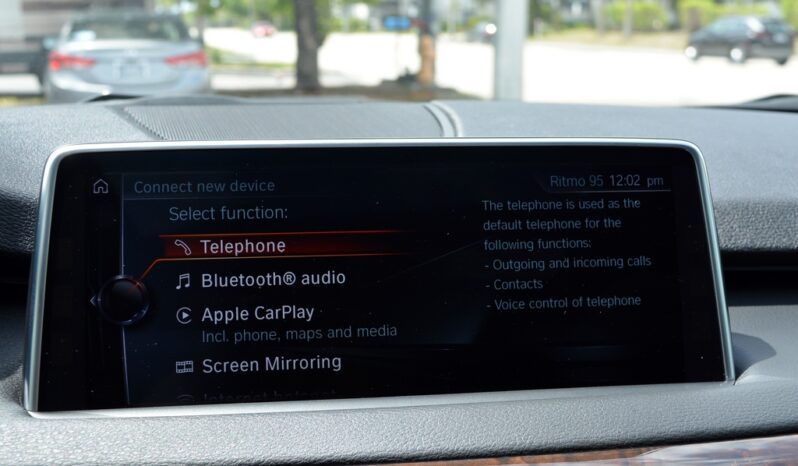 Connect new device
Ritmo 95 12:02 pm
Select function:
Telephone
Bluetooth® audio
Apple CarPlay
Incl. phone, maps and media
Screen Mirroring
The telephone is used as the
default telephone for the
following functions:
- Outgoing and incoming calls
- Contacts
- Voice control of telephone